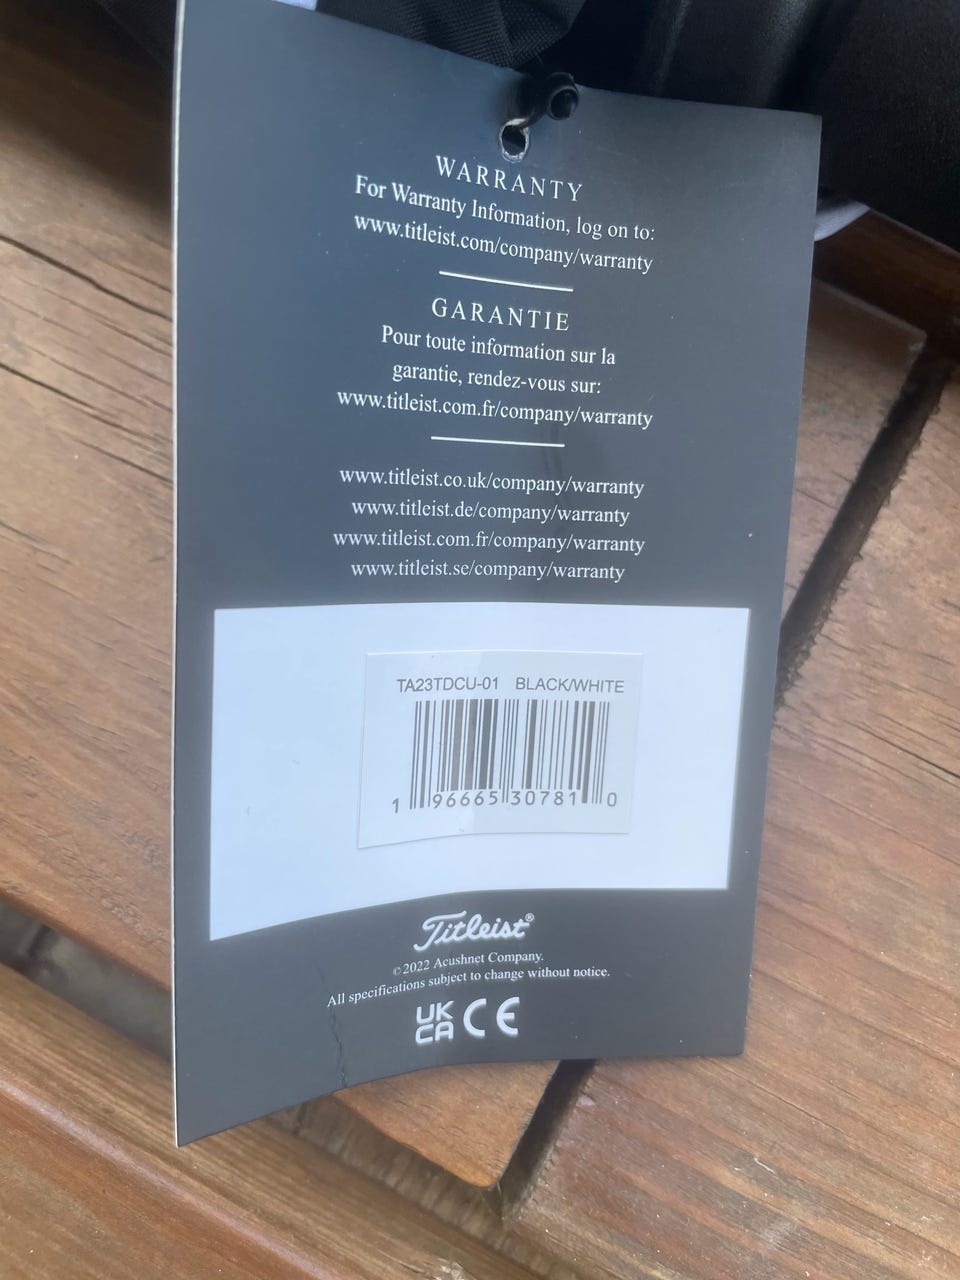 WARRANTY
For Warranty Information, log on to:
www.titleist.com/company/warranty
GARANTIE
Pour toute information sur la
garantie, rendez-vous sur:
www.titleist.com.fr/company/warranty
www.titleist.co.uk/company/warranty
www.titleist.de/company/warranty
www.titleist.com.fr/company/warranty
www.titleist.se/company/warranty
TA23TDCU-01 BLACK/WHITE
1 96665 30781 0
Titleist®
©2022 Acushnet Company.
All specifications subject to change without notice.
UK CA CE